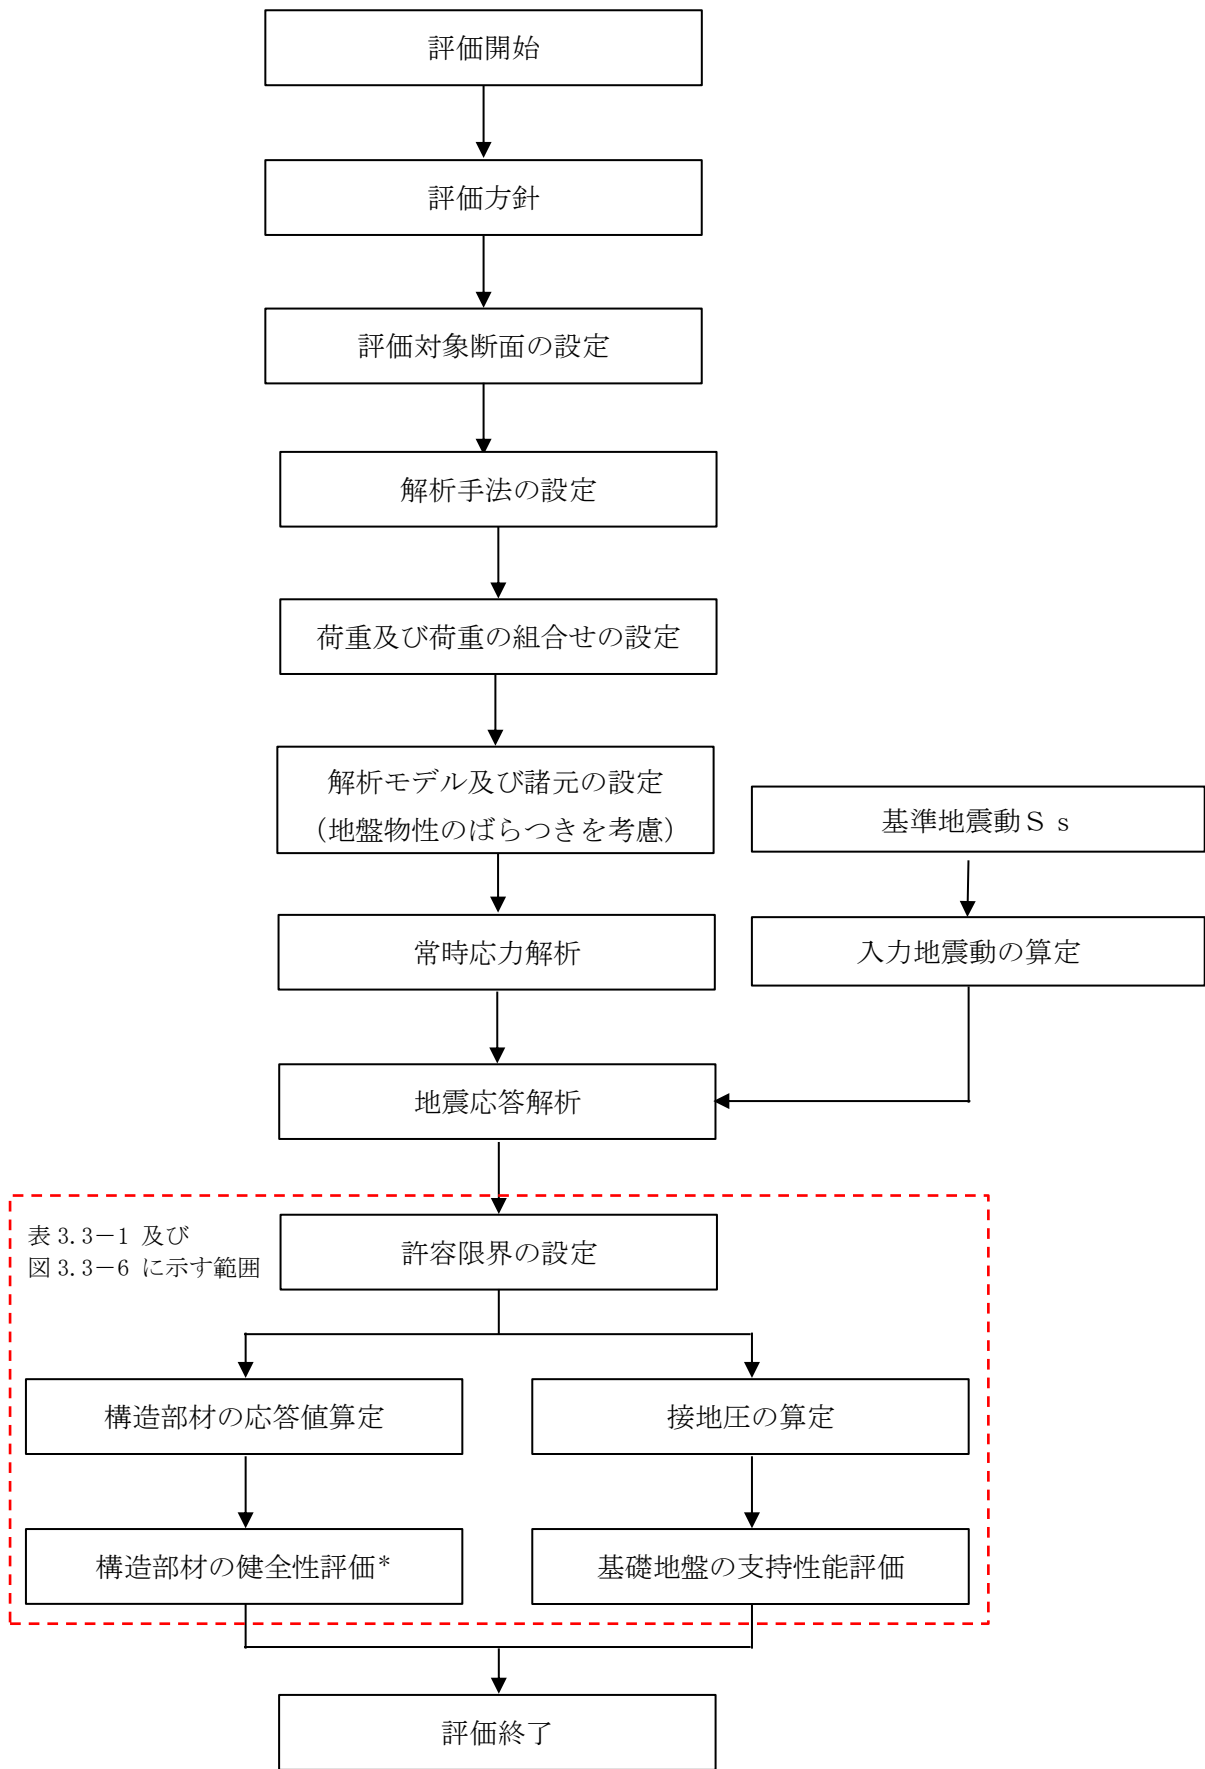 評価開始
評価方針
評価対象断面の設定
解析手法の設定
荷重及び荷重の組合せの設定
解析モデル及び諸元の設定
（地盤物性のばらつきを考慮）
基準地震動Ｓｓ
常時応力解析
入力地震動の算定
地震応答解析
表 3.3－1 及び
図 3.3－6 に示す範囲
許容限界の設定
構造部材の応答値算定
接地圧の算定
構造部材の健全性評価*
基礎地盤の支持性能評価
評価終了